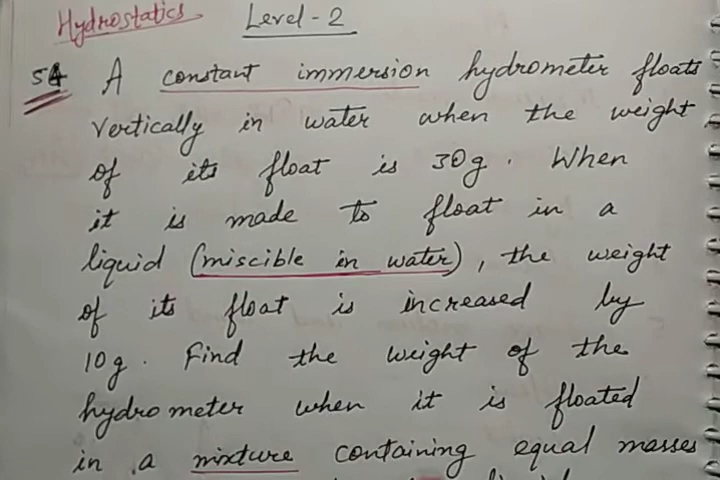 Hydrostatics Level - 2
54 A constant immersion hydrometer floats
vertically in water when the weight
of its float is 30g. When
it is made to float in a
liquid (miscible in water), the weight
of its float is increased by
10g. Find the weight of the
hydrometer when it is floated
in a mixture containing equal masses